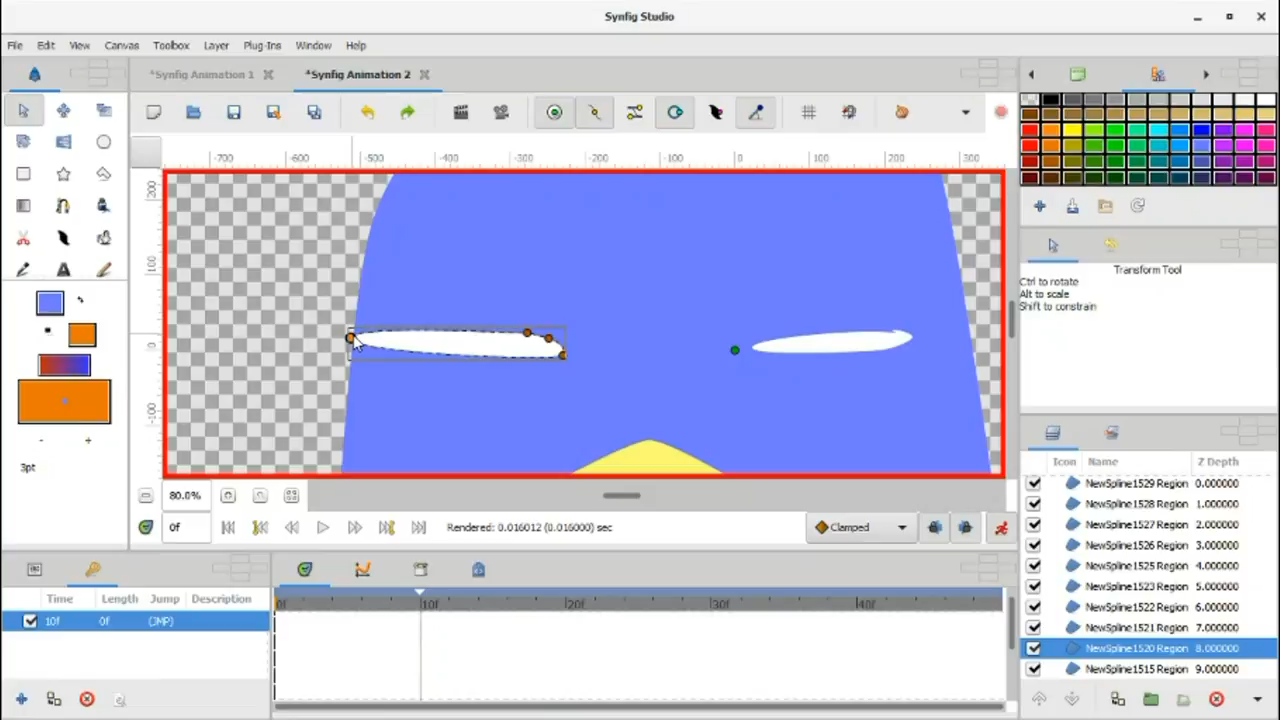 Synfig Studio
File Edit View Canvas Toolbox Layer Plug-Ins Window Help
*Synfig Animation 1 *Synfig Animation 2
-700 -600 -500 -400 -300 -200 -100 0 100 200 300
200
100
0
-100
Transform Tool
Ctrl to rotate
Alt to scale
Shift to constrain
Icon Name Z Depth
NewSpline1529 Region 0.000000
NewSpline1528 Region 1.000000
NewSpline1527 Region 2.000000
NewSpline1526 Region 3.000000
NewSpline1525 Region 4.000000
NewSpline1523 Region 5.000000
NewSpline1522 Region 6.000000
NewSpline1521 Region 7.000000
NewSpline1520 Region 8.000000
NewSpline1515 Region 9.000000
- +
3pt
80.0%
0f Rendered: 0.016012 (0.016000) sec Clamped
Time Length Jump Description
10f 0f (JMP)
0f 10f 20f 30f 40f